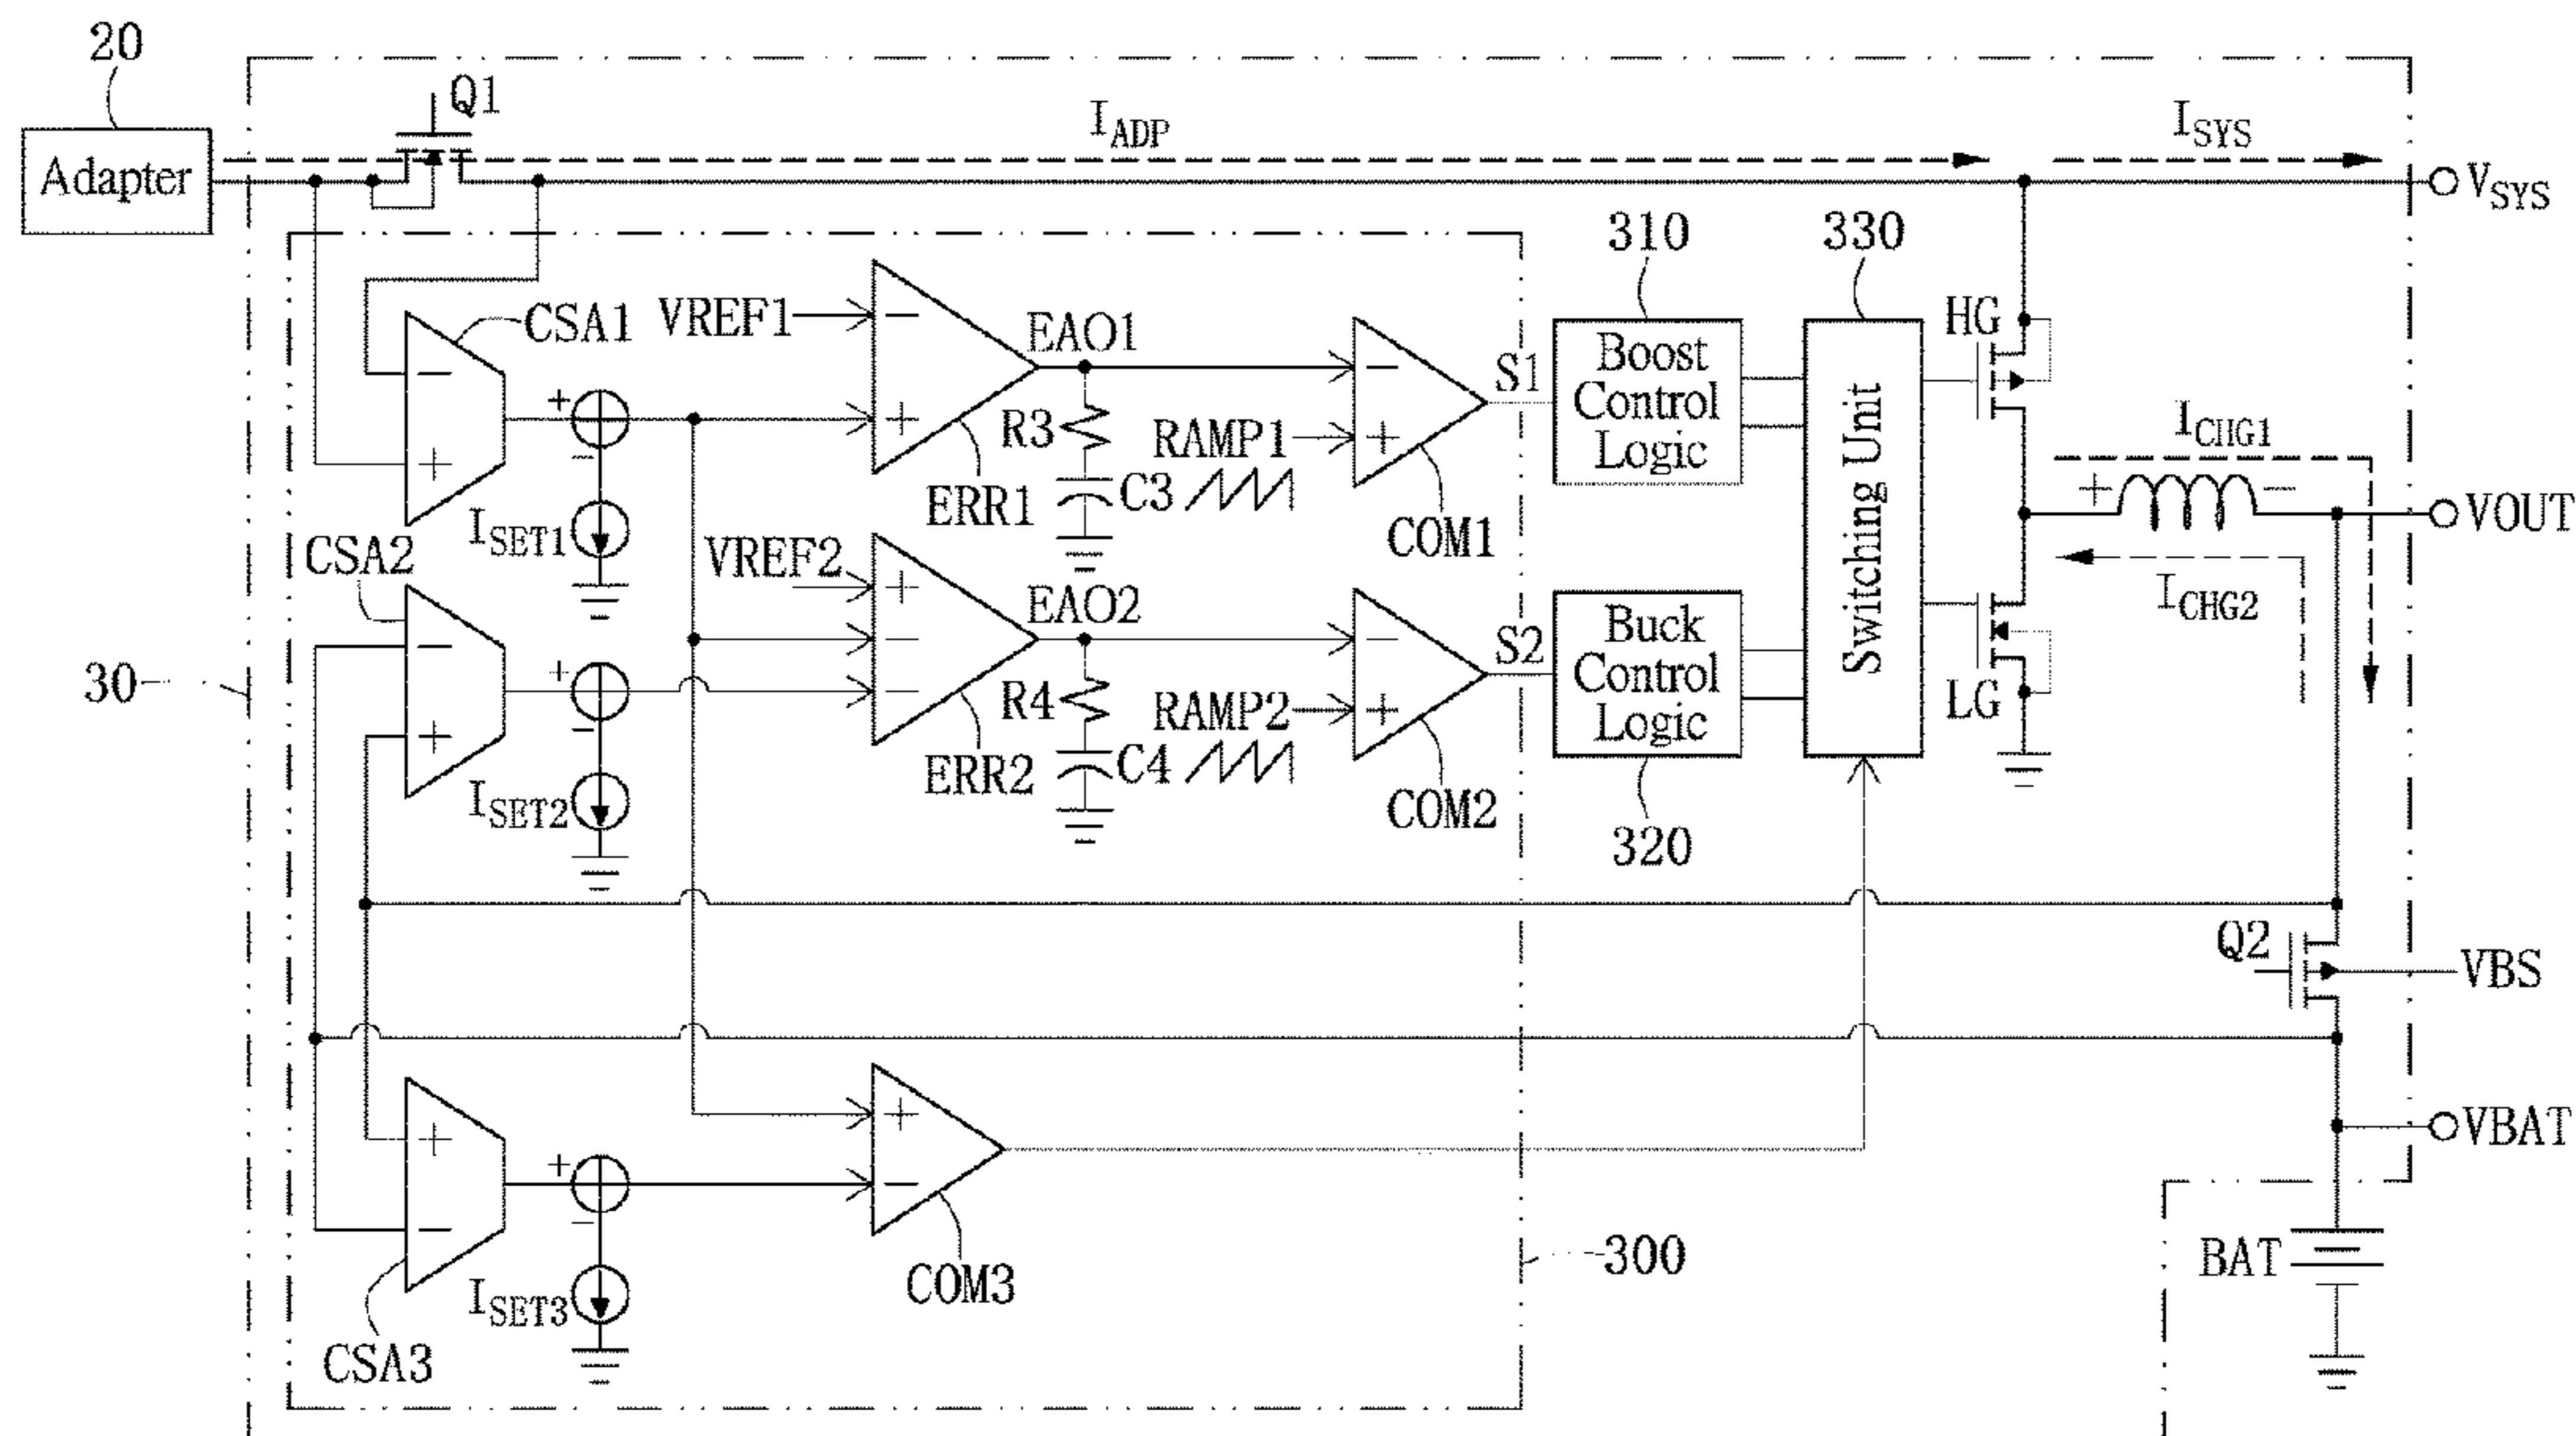 20
Q1
I_ADP
I_SYS
Adapter
V_SYS
310
330
CSA1
VREF1
EAO1
HG
S1
Boost
Control
Logic
Switching Unit
I_CHG1
R3
RAMP1
C3
I_SET1
ERR1
COM1
VOUT
CSA2
VREF2
EAO2
I_CHG2
S2
Buck
Control
Logic
30
R4
RAMP2
LG
C4
ERR2
I_SET2
COM2
320
Q2
VBS
VBAT
COM3
300
BAT
I_SET3
CSA3
+
−
+
−
+
−
+
−
+
−
+
−
+
−
+
−
−
+
−
+
−
+
−
+
−
+
−